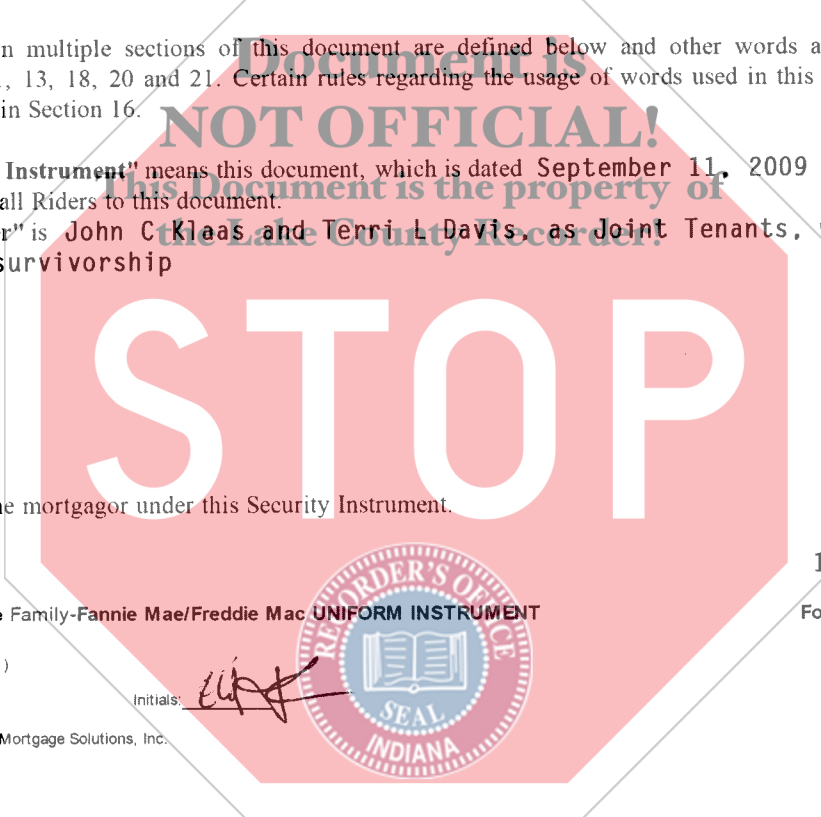 n multiple sections of this document are defined below and other words a
, 13, 18, 20 and 21. Certain rules regarding the usage of words used in this
in Section 16.
Document is
NOT OFFICIAL!
This Document is the property of
the Lake County Recorder!
Instrument" means this document, which is dated September 11, 2009
all Riders to this document.
r" is John C Klaas and Terri L Davis, as Joint Tenants,
survivorship
STOP
e mortgagor under this Security Instrument.
1
e Family-Fannie Mae/Freddie Mac UNIFORM INSTRUMENT Fo
)
Initials:
Mortgage Solutions, Inc.
RECORDER'S OFFICE
SEAL
INDIANA